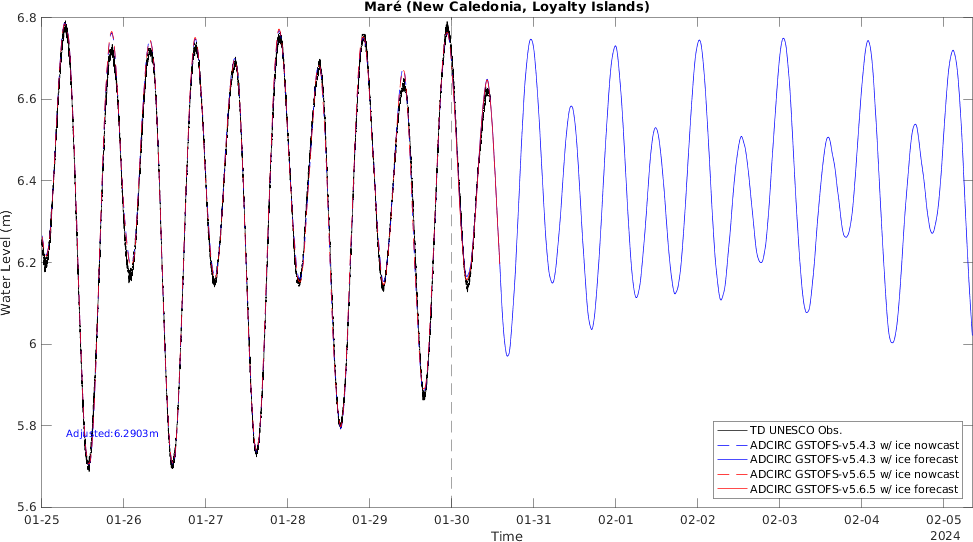 Maré (New Caledonia, Loyalty Islands)
6.8
6.6
6.4
6.2
6
5.8
5.6
Water Level (m)
Adjusted:6.2903m
TD UNESCO Obs.
ADCIRC GSTOFS-v5.4.3 w/ ice nowcast
ADCIRC GSTOFS-v5.4.3 w/ ice forecast
ADCIRC GSTOFS-v5.6.5 w/ ice nowcast
ADCIRC GSTOFS-v5.6.5 w/ ice forecast
01-25 01-26 01-27 01-28 01-29 01-30 01-31 02-01 02-02 02-03 02-04 02-05
Time
2024